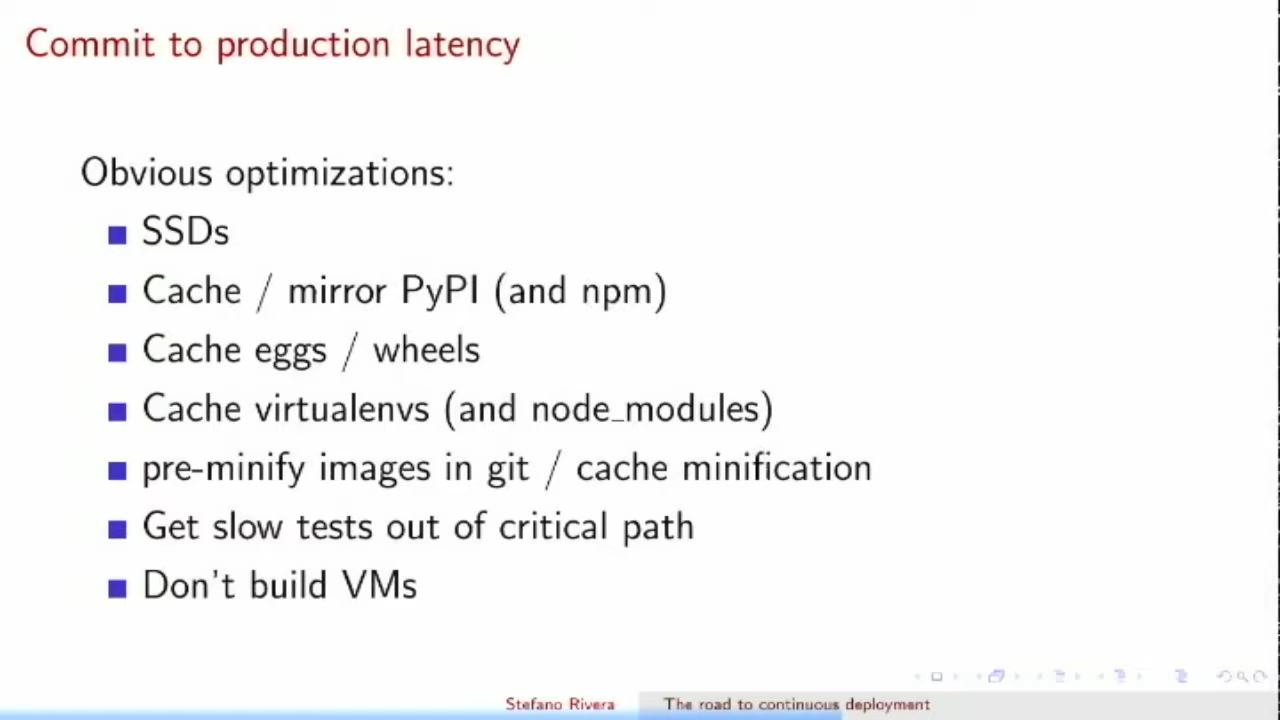 Commit to production latency
Obvious optimizations:
SSDs
Cache / mirror PyPI (and npm)
Cache eggs / wheels
Cache virtualenvs (and node_modules)
pre-minify images in git / cache minification
Get slow tests out of critical path
Don't build VMs
Stefano Rivera The road to continuous deployment